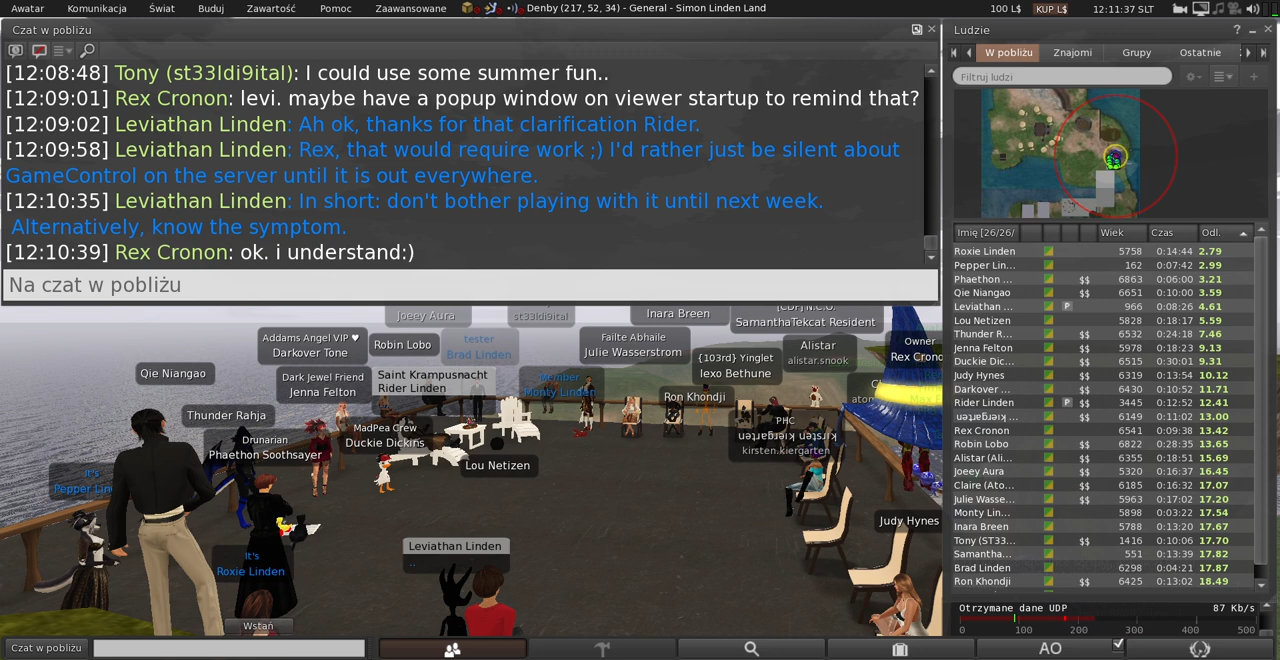 Awatar Komunikacja Świat Buduj Zawartość Pomoc Zaawansowane Denby (217, 52, 34) - General - Simon Linden Land 100 L$ KUP L$ 12:11:37 SLT
Czat w pobliżu
[12:08:48] Tony (st33ldi9ital): I could use some summer fun..
[12:09:01] Rex Cronon: levi. maybe have a popup window on viewer startup to remind that?
[12:09:02] Leviathan Linden: Ah ok, thanks for that clarification Rider.
[12:09:58] Leviathan Linden: Rex, that would require work ;) I'd rather just be silent about
GameControl on the server until it is out everywhere.
[12:10:35] Leviathan Linden: In short: don't bother playing with it until next week.
Alternatively, know the symptom.
[12:10:39] Rex Cronon: ok. i understand:)
Na czat w pobliżu
Joeey Aura
st33ldi9ital
Inara Breen
[CDF] N.C.O.
SamanthaTekcat Resident
Addams Angel VIP ♥
Darkover Tone
Robin Lobo
tester
Brad Linden
Failte Abhaile
Julie Wasserstrom
Alistar
alistar.snook
Owner
Rex Crono
Qie Niangao
Dark Jewel Friend
Jenna Felton
Saint Krampusnacht
Rider Linden
Member
Monty Linden
{103rd} Yinglet
Iexo Bethune
Ron Khondji
Thunder Rahja
Drunarian
Phaethon Soothsayer
MadPea Crew
Duckie Dickins
Lou Netizen
PHC
kirsten.kiergarten
It's
Pepper Lin
Judy Hynes
It's
Roxie Linden
Leviathan Linden
..
Wstań
Ludzie
W pobliżu Znajomi Grupy Ostatnie
Filtruj ludzi
Imię [26/26/ Wiek Czas Odl.
Roxie Linden 5758 0:14:44 2.79
Pepper Lin... 162 0:07:42 2.99
Phaethon ... $$ 6863 0:06:00 3.21
Qie Niangao $$ 6651 0:10:00 3.59
Leviathan ... P 966 0:08:26 4.61
Lou Netizen 5828 0:18:17 5.59
Thunder R... $$ 6532 0:24:18 7.46
Jenna Felton $$ 5978 0:18:23 9.13
Duckie Dic... $$ 6515 0:30:01 9.31
Judy Hynes $$ 6319 0:13:54 10.12
Darkover ... $$ 6430 0:10:52 11.71
Rider Linden P 3445 0:12:52 12.41
$$ 6149 0:11:02 13.00
Rex Cronon 5541 0:09:38 13.42
Robin Lobo $$ 6822 0:28:35 13.65
Alistar (Ali... $$ 6355 0:18:51 15.69
Joeey Aura $$ 5320 0:16:37 16.45
Claire (Ato... $$ 6185 0:16:32 17.07
Julie Wasse... $$ 5963 0:17:02 17.20
Monty Lin... 5898 0:03:22 17.54
Inara Breen 5788 0:13:20 17.67
Tony (ST33... $$ 1416 0:10:06 17.70
Samantha... 551 0:13:39 17.82
Brad Linden 6298 0:04:21 17.87
Ron Khondji $$ 6425 0:13:02 18.49
Otrzymane dane UDP 87 Kb/s
0 100 200 300 400 500
Czat w pobliżu AO